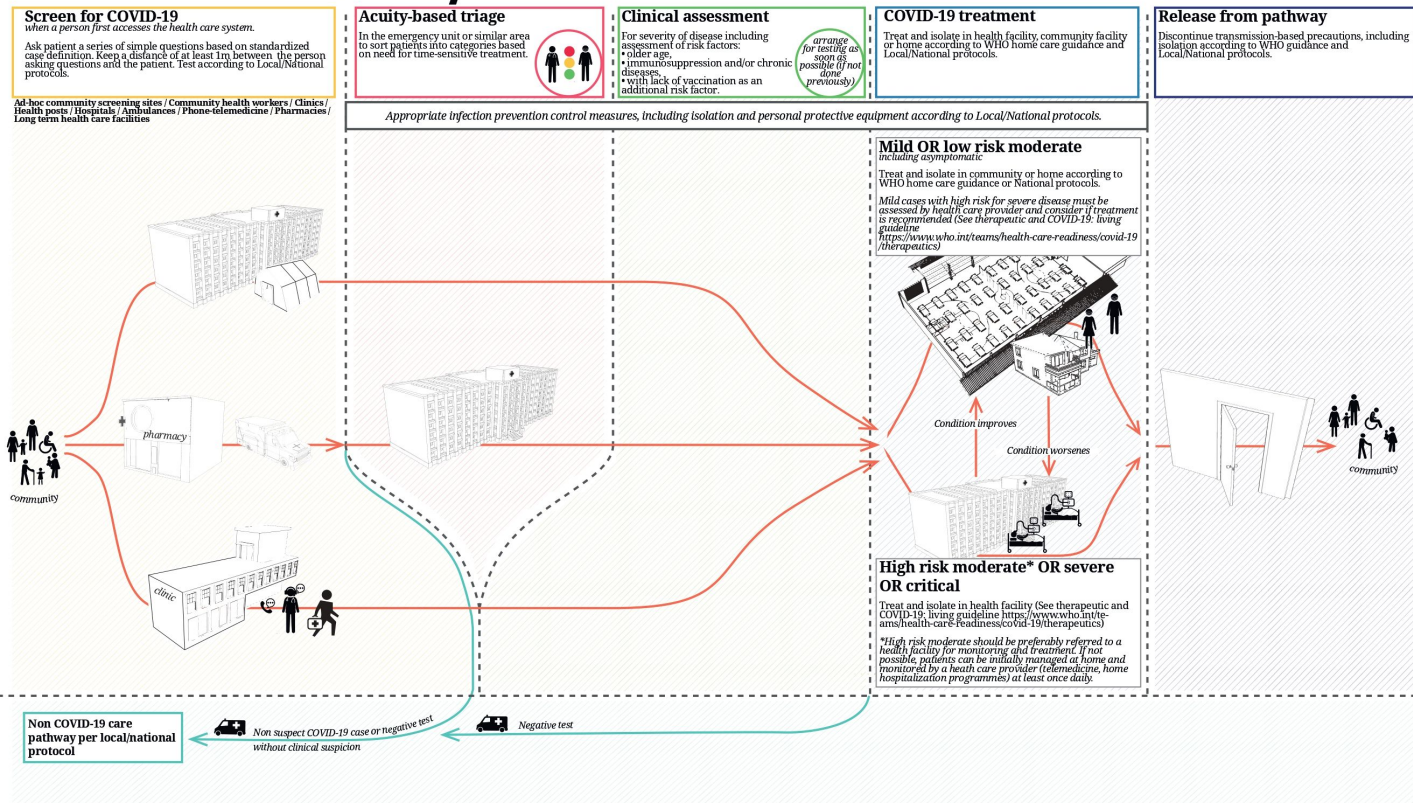 Screen for COVID-19
when a person first accesses the health care system.
Ask patient a series of simple questions based on standardized
case definition. Keep a distance of at least 1m between the person
asking questions and the patient. Test according to Local/National
protocols.
Ad-hoc community screening sites / Community health workers / Clinics /
Health posts / Hospitals / Ambulances / Phone-telemedicine / Pharmacies /
Long term health care facilities
Acuity-based triage
In the emergency unit or similar area
to sort patients into categories based
on need for time-sensitive treatment.
Clinical assessment
For severity of disease including
assessment of risk factors:
• older age,
• immunosuppression and/or chronic
diseases,
• with lack of vaccination as an
additional risk factor.
arrange
for testing as
soon as
possible (if not
done
previously)
COVID-19 treatment
Treat and isolate in health facility, community facility
or home according to WHO home care guidance and
Local/National protocols.
Release from pathway
Discontinue transmission-based precautions, including
isolation according to WHO guidance and
Local/National protocols.
Appropriate infection prevention control measures, including isolation and personal protective equipment according to Local/National protocols.
Mild OR low risk moderate
including asymptomatic
Treat and isolate in community or home according to
WHO home care guidance or National protocols.
Mild cases with high risk for severe disease must be
assessed by health care provider and consider if treatment
is recommended (See therapeutic and COVID-19: living
guideline
https://www.who.int/teams/health-care-readiness/covid-19
/therapeutics)
pharmacy
community
clinic
Condition improves
Condition worsenes
community
High risk moderate* OR severe
OR critical
Treat and isolate in health facility (See therapeutic and
COVID-19: living guideline https://www.who.int/te-
ams/health-care-readiness/covid-19/therapeutics)
*High risk moderate should be preferably referred to a
health facility for monitoring and treatment. If not
possible, patients can be initially managed at home and
monitored by a heath care provider (telemedicine, home
hospitalization programmes) at least once daily.
Non COVID-19 care
pathway per local/national
protocol
Non suspect COVID-19 case or negative test
without clinical suspicion
Negative test